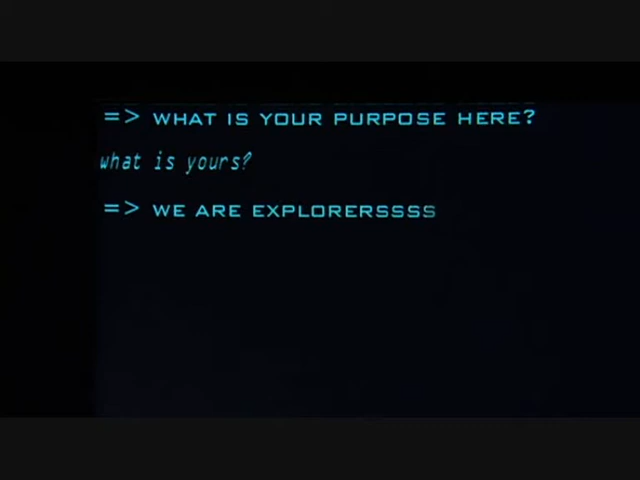 => WHAT IS YOUR PURPOSE HERE?
what is yours?
=> WE ARE EXPLORERSSSS